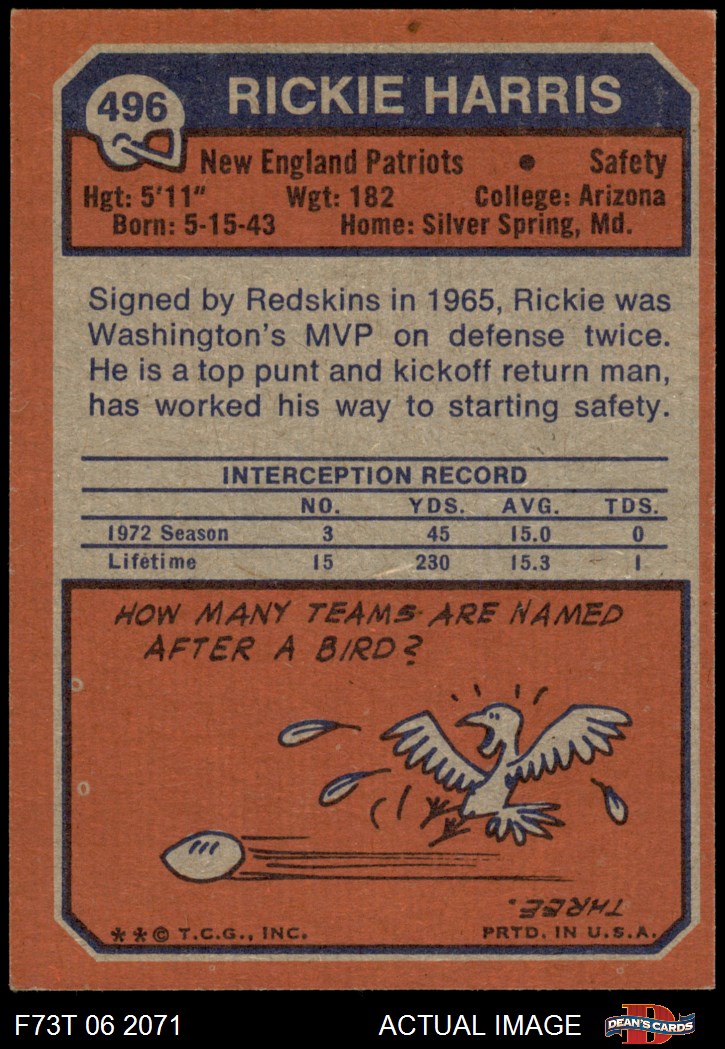 496
RICKIE HARRIS
New England Patriots • Safety
Hgt: 5'11" Wgt: 182 College: Arizona
Born: 5-15-43 Home: Silver Spring, Md.
Signed by Redskins in 1965, Rickie was
Washington's MVP on defense twice.
He is a top punt and kickoff return man,
has worked his way to starting safety.
INTERCEPTION RECORD
NO. YDS. AVG. TDS.
1972 Season 3 45 15.0 0
Lifetime 15 230 15.3 1
HOW MANY TEAMS ARE NAMED
AFTER A BIRD?
THREE.
**© T.C.G., INC. PRTD. IN U.S.A.
F73T 06 2071 ACTUAL IMAGE
D
DEAN'S CARDS